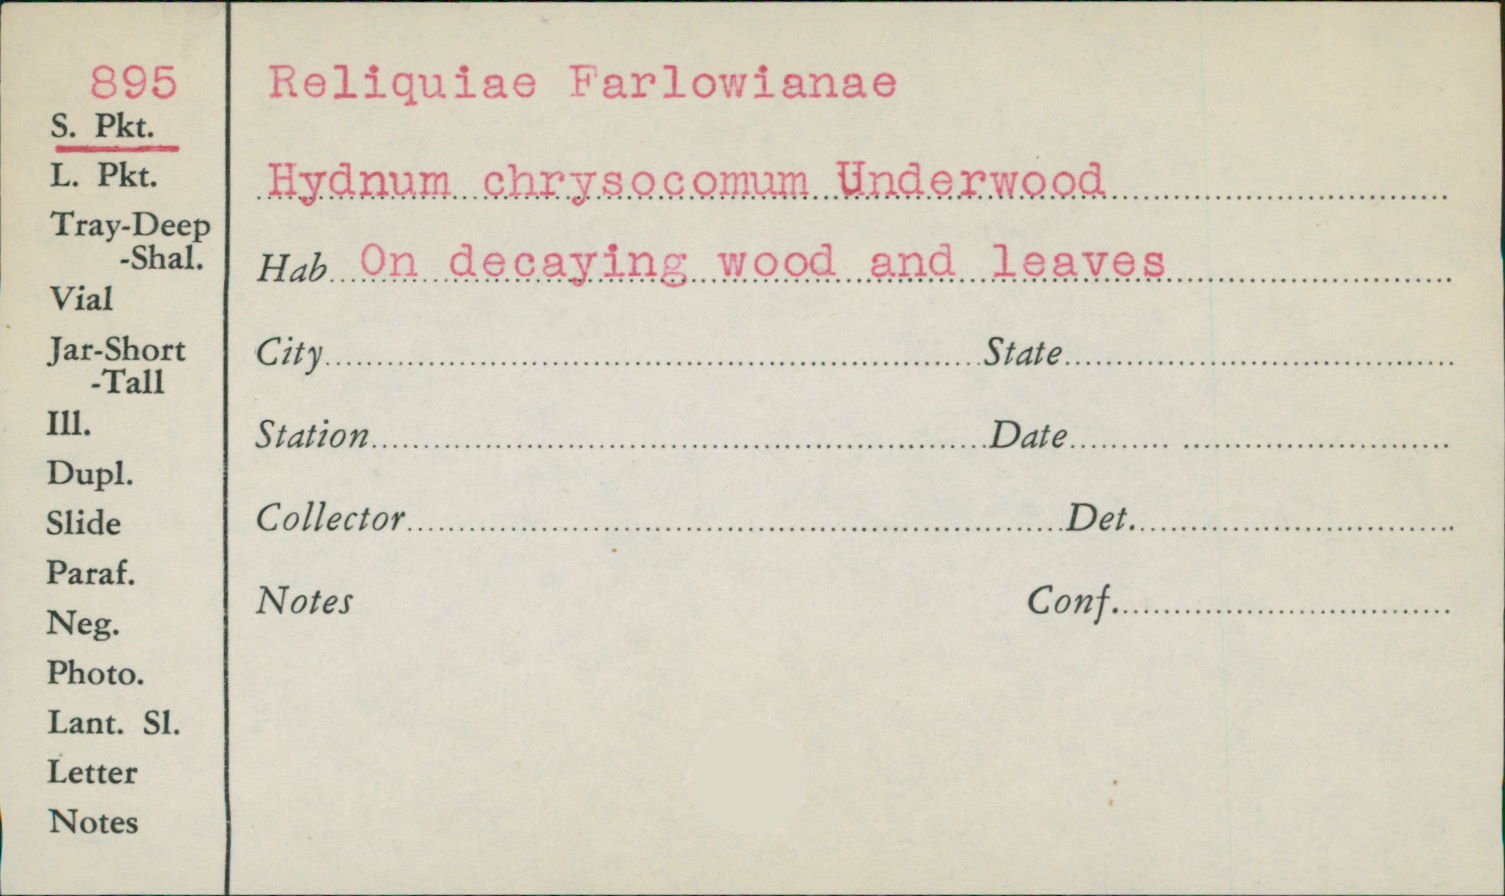 895
S. Pkt.
L. Pkt.
Tray-Deep
-Shal.
Vial
Jar-Short
-Tall
Ill.
Dupl.
Slide
Paraf.
Neg.
Photo.
Lant. Sl.
Letter
Notes
Reliquiae Farlowianae
Hydnum chrysocomum Underwood
Hab On decaying wood and leaves
City State
Station Date
Collector Det.
Notes Conf.